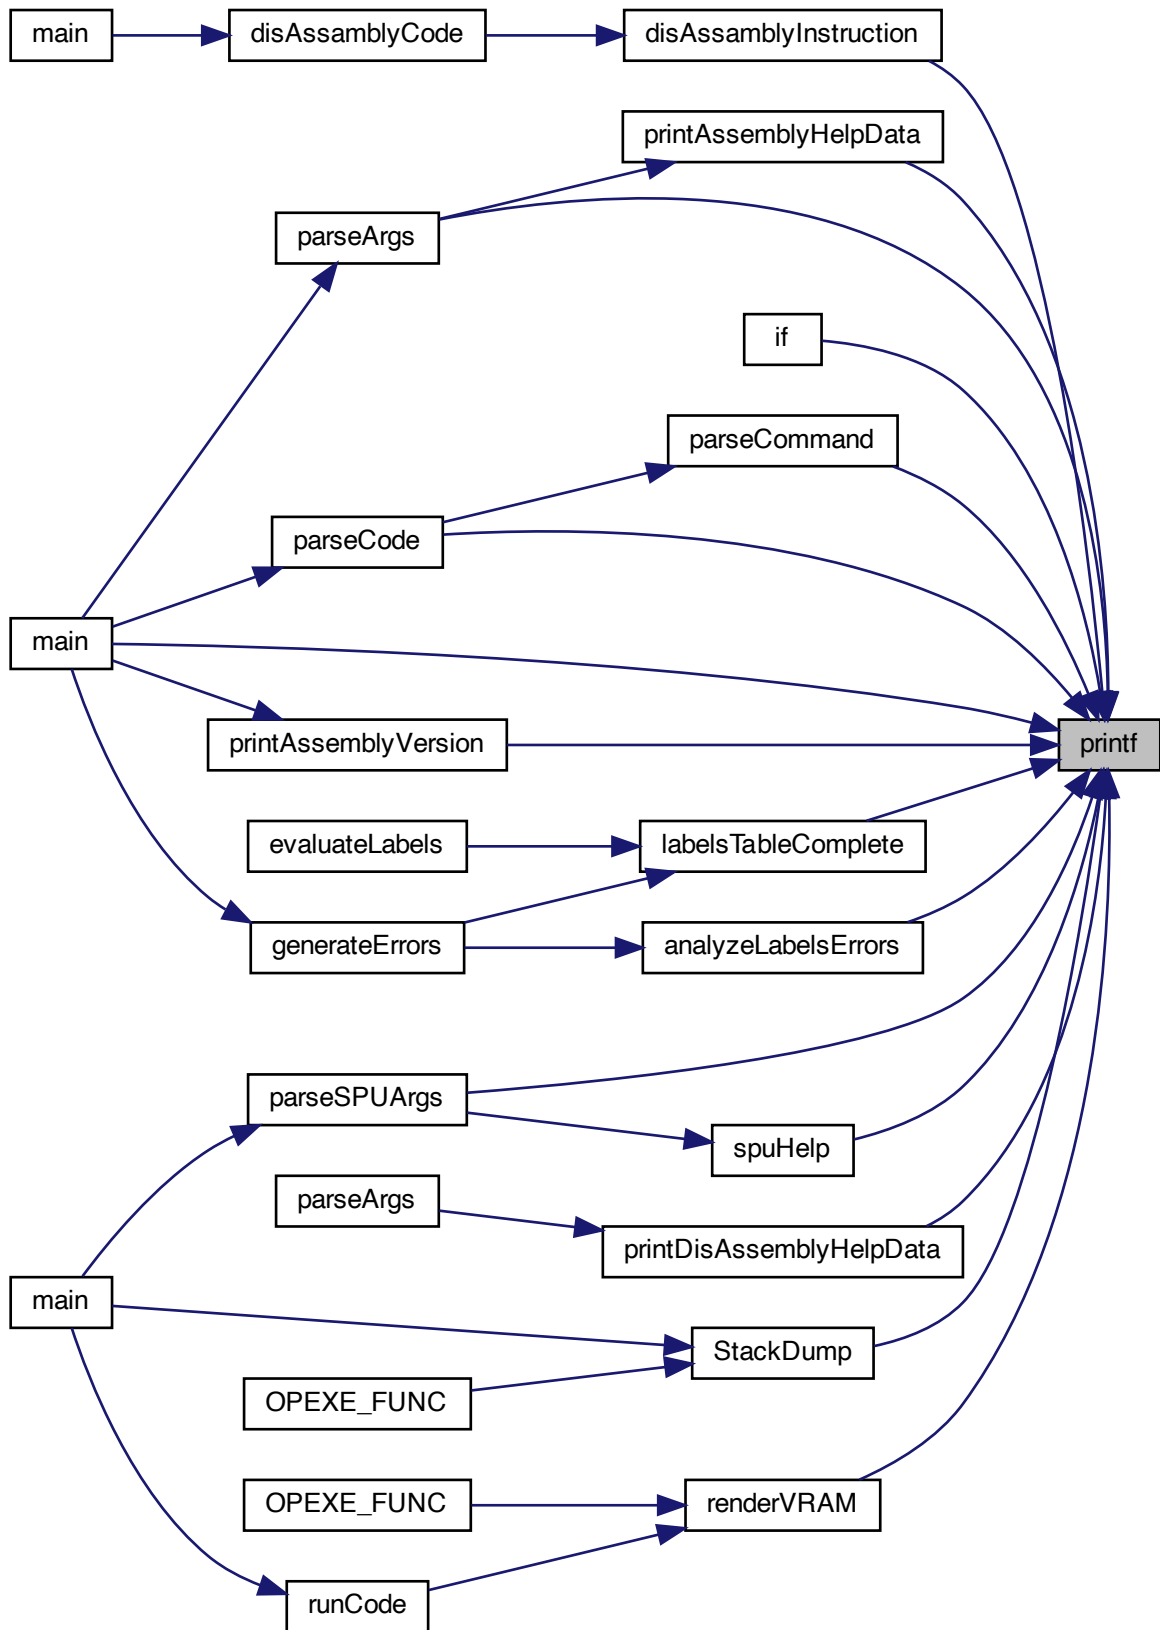 main
disAssamblyCode
disAssamblyInstruction
printAssemblyHelpData
parseArgs
if
parseCommand
parseCode
main
printAssemblyVersion
printf
evaluateLabels
labelsTableComplete
generateErrors
analyzeLabelsErrors
parseSPUArgs
spuHelp
parseArgs
printDisAssemblyHelpData
main
StackDump
OPEXE_FUNC
OPEXE_FUNC
renderVRAM
runCode